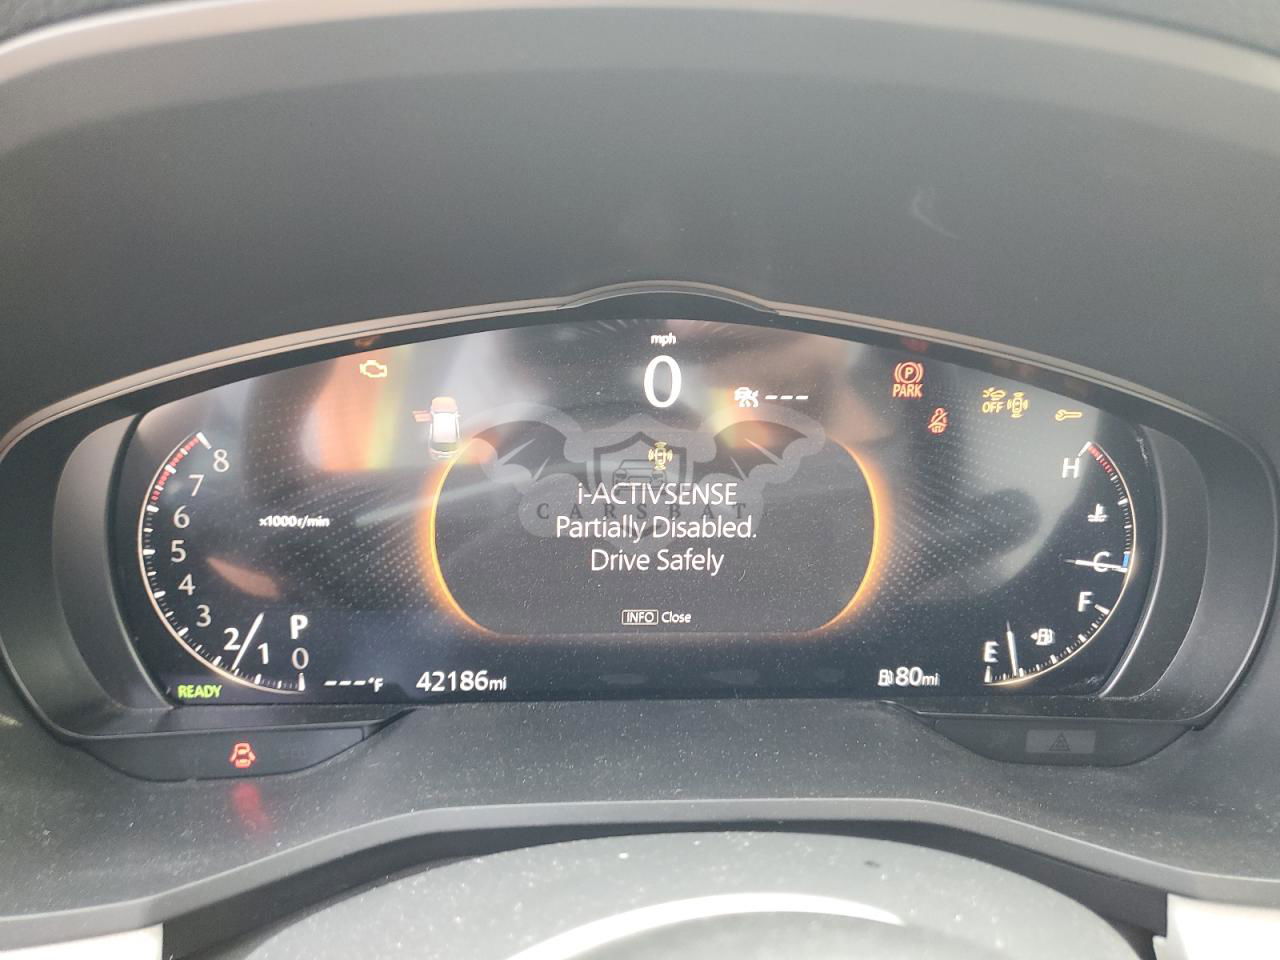 mph
0
---
PARK
OFF
i-ACTIVSENSE
CARSBAT
Partially Disabled.
Drive Safely
INFO Close
8
7
6
5
4
3
2
1
0
x1000r/min
P
READY
---°F
42186mi
80mi
H
C
F
E